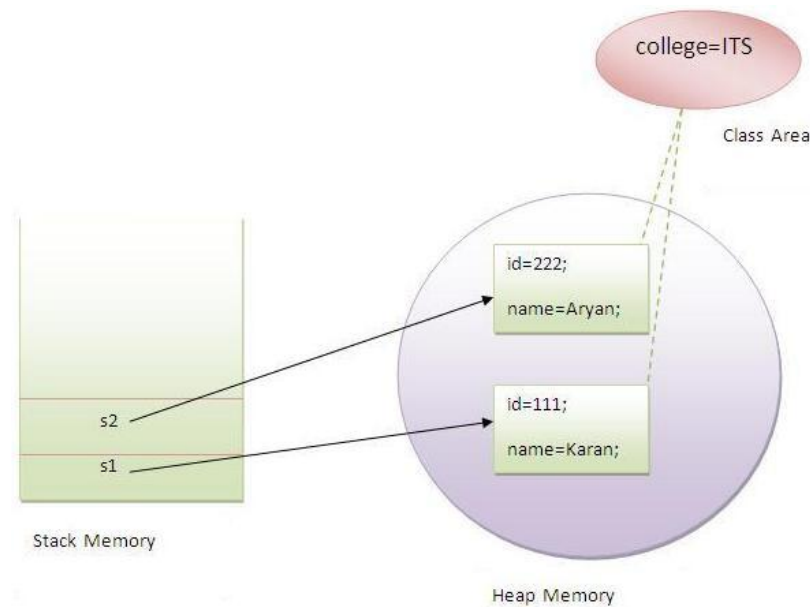 college=ITS
Class Area
id=222;
name=Aryan;
s2
id=111;
name=Karan;
s1
Stack Memory
Heap Memory